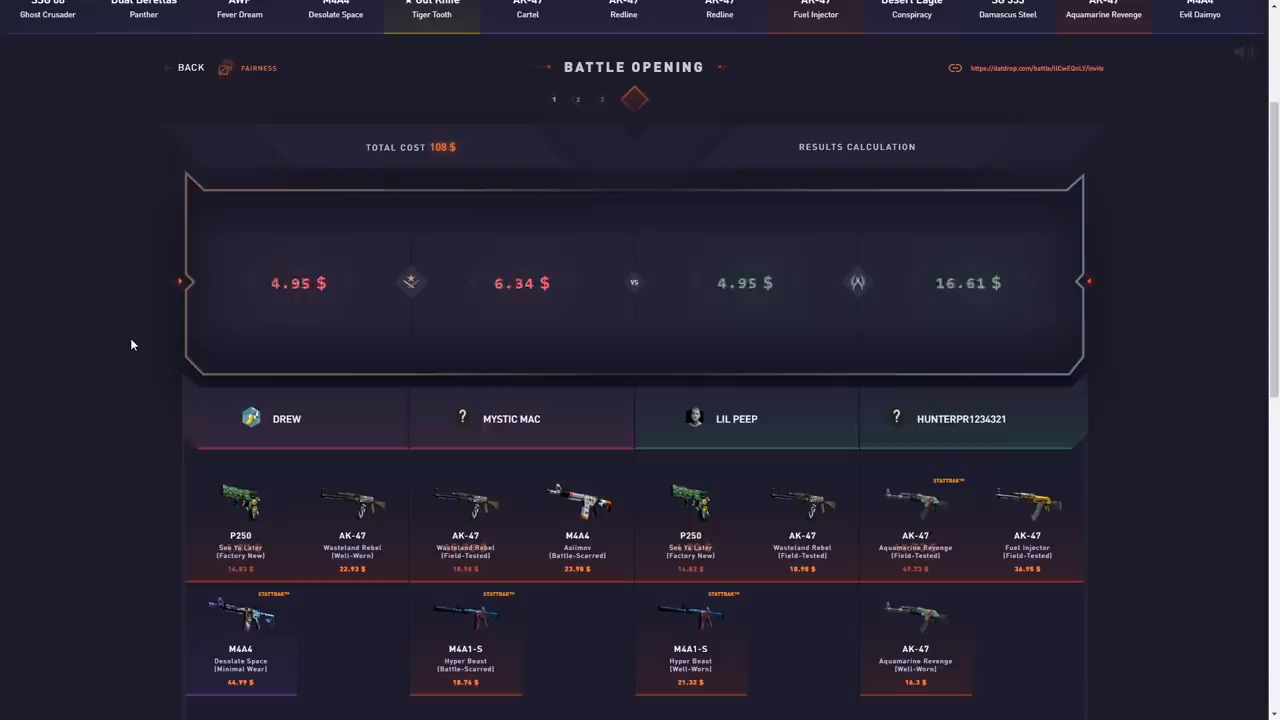 SSG 08 Dual Berettas AWP M4A4 ★ Gut Knife AK-47 AK-47 AK-47 AK-47 Desert Eagle SG 553 AK-47 M4A4
Ghost Crusader Panther Fever Dream Desolate Space Tiger Tooth Cartel Redline Redline Fuel Injector Conspiracy Damascus Steel Aquamarine Revenge Evil Daimyo
← BACK FAIRNESS BATTLE OPENING
1 2 3
TOTAL COST 108 $ RESULTS CALCULATION
4.95 $ 6.34 $ VS 4.95 $ 16.61 $
DREW ? MYSTIC MAC LIL PEEP ? HUNTERPR1234321
STATTRAK™
P250 AK-47 AK-47 M4A4 P250 AK-47 AK-47 AK-47
See Ya Later Wasteland Rebel Wasteland Rebel Asiimov See Ya Later Wasteland Rebel Aquamarine Revenge Fuel Injector
(Factory New) (Well-Worn) (Field-Tested) (Battle-Scarred) (Factory New) (Field-Tested) (Field-Tested) (Field-Tested)
14.83 $ 22.93 $ 18.98 $ 23.98 $ 14.83 $ 18.98 $ 49.73 $ 36.95 $
STATTRAK™ STATTRAK™ STATTRAK™
M4A4 M4A1-S M4A1-S AK-47
Desolate Space Hyper Beast Hyper Beast Aquamarine Revenge
(Minimal Wear) (Battle-Scarred) (Well-Worn) (Well-Worn)
44.99 $ 18.76 $ 21.32 $ 16.3 $